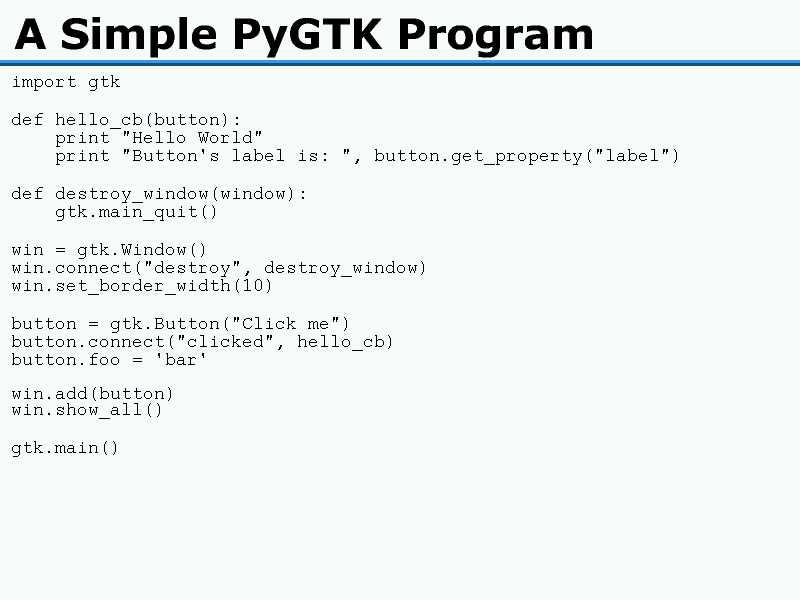 A Simple PyGTK Program
import gtk
def hello_cb(button):
    print "Hello World"
    print "Button's label is: ", button.get_property("label")
def destroy_window(window):
    gtk.main_quit()
win = gtk.Window()
win.connect("destroy", destroy_window)
win.set_border_width(10)
button = gtk.Button("Click me")
button.connect("clicked", hello_cb)
button.foo = 'bar'
win.add(button)
win.show_all()
gtk.main()